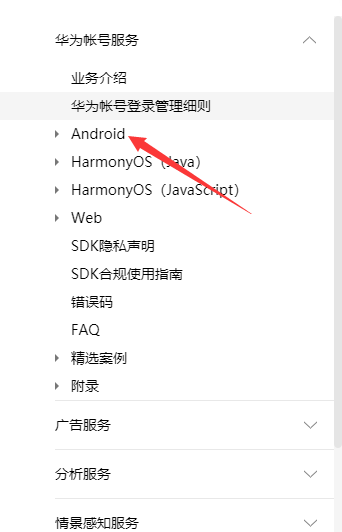 华为帐号服务
业务介绍
华为帐号登录管理细则
Android
HarmonyOS（Java）
HarmonyOS（JavaScript）
Web
SDK隐私声明
SDK合规使用指南
错误码
FAQ
精选案例
附录
广告服务
分析服务
情景感知服务